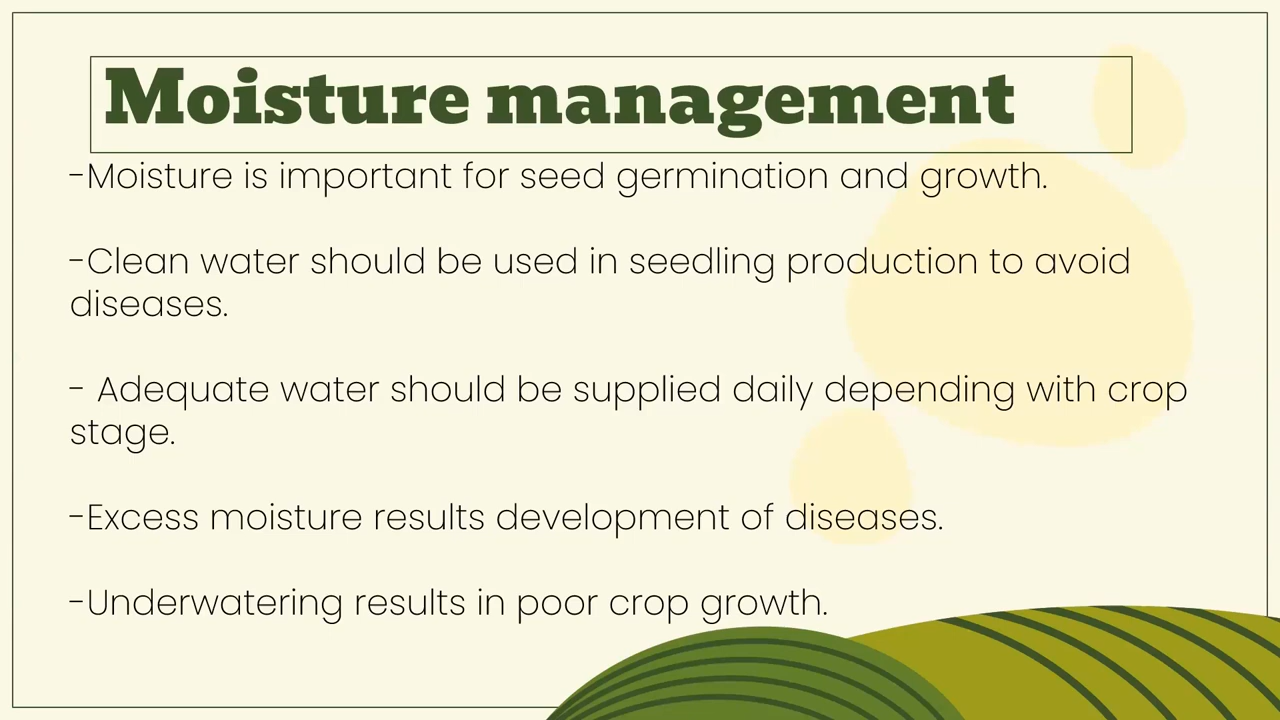 Moisture management
-Moisture is important for seed germination and growth.
-Clean water should be used in seedling production to avoid
diseases.
- Adequate water should be supplied daily depending with crop
stage.
-Excess moisture results development of diseases.
-Underwatering results in poor crop growth.